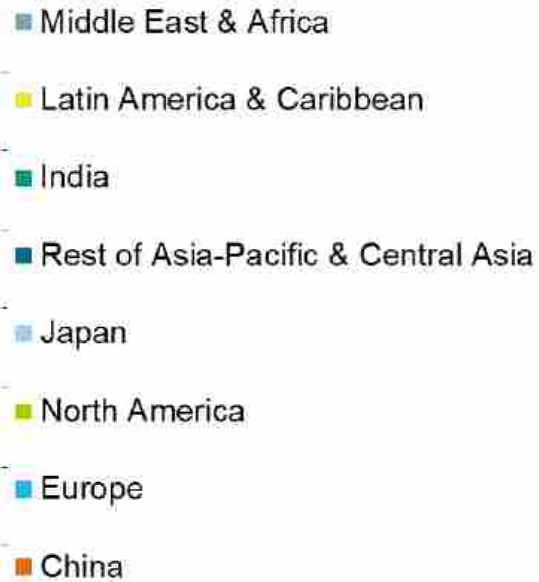 Middle East & Africa
Latin America & Caribbean
India
Rest of Asia-Pacific & Central Asia
Japan
North America
Europe
China